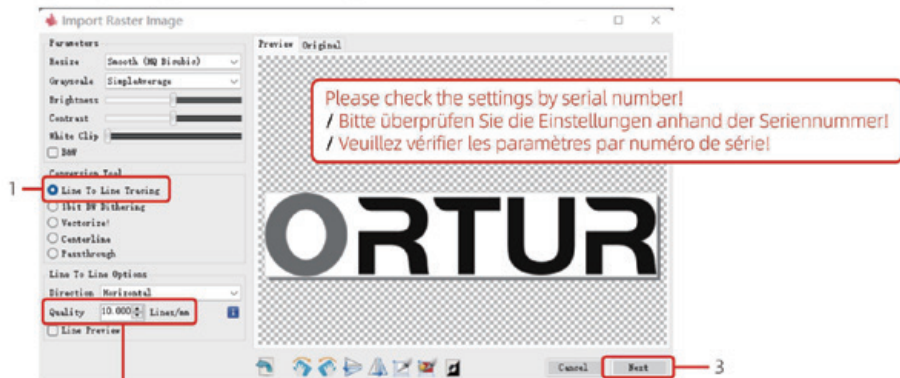 Import Raster Image
Parameters
Resize Smooth (HQ Bicubic)
Grayscale SimpleAverage
Brightness
Contrast
White Clip
B&W
Conversion Tool
1
Line To Line Tracing
1bit BW Dithering
Vectorize!
Centerline
Passthrough
Line To Line Options
Direction Horizontal
Quality 10.000 Lines/mm
Line Preview
Preview Original
Please check the settings by serial number!
/ Bitte überprüfen Sie die Einstellungen anhand der Seriennummer!
/ Veuillez vérifier les paramètres par numéro de série!
ORTUR
Cancel Next 3